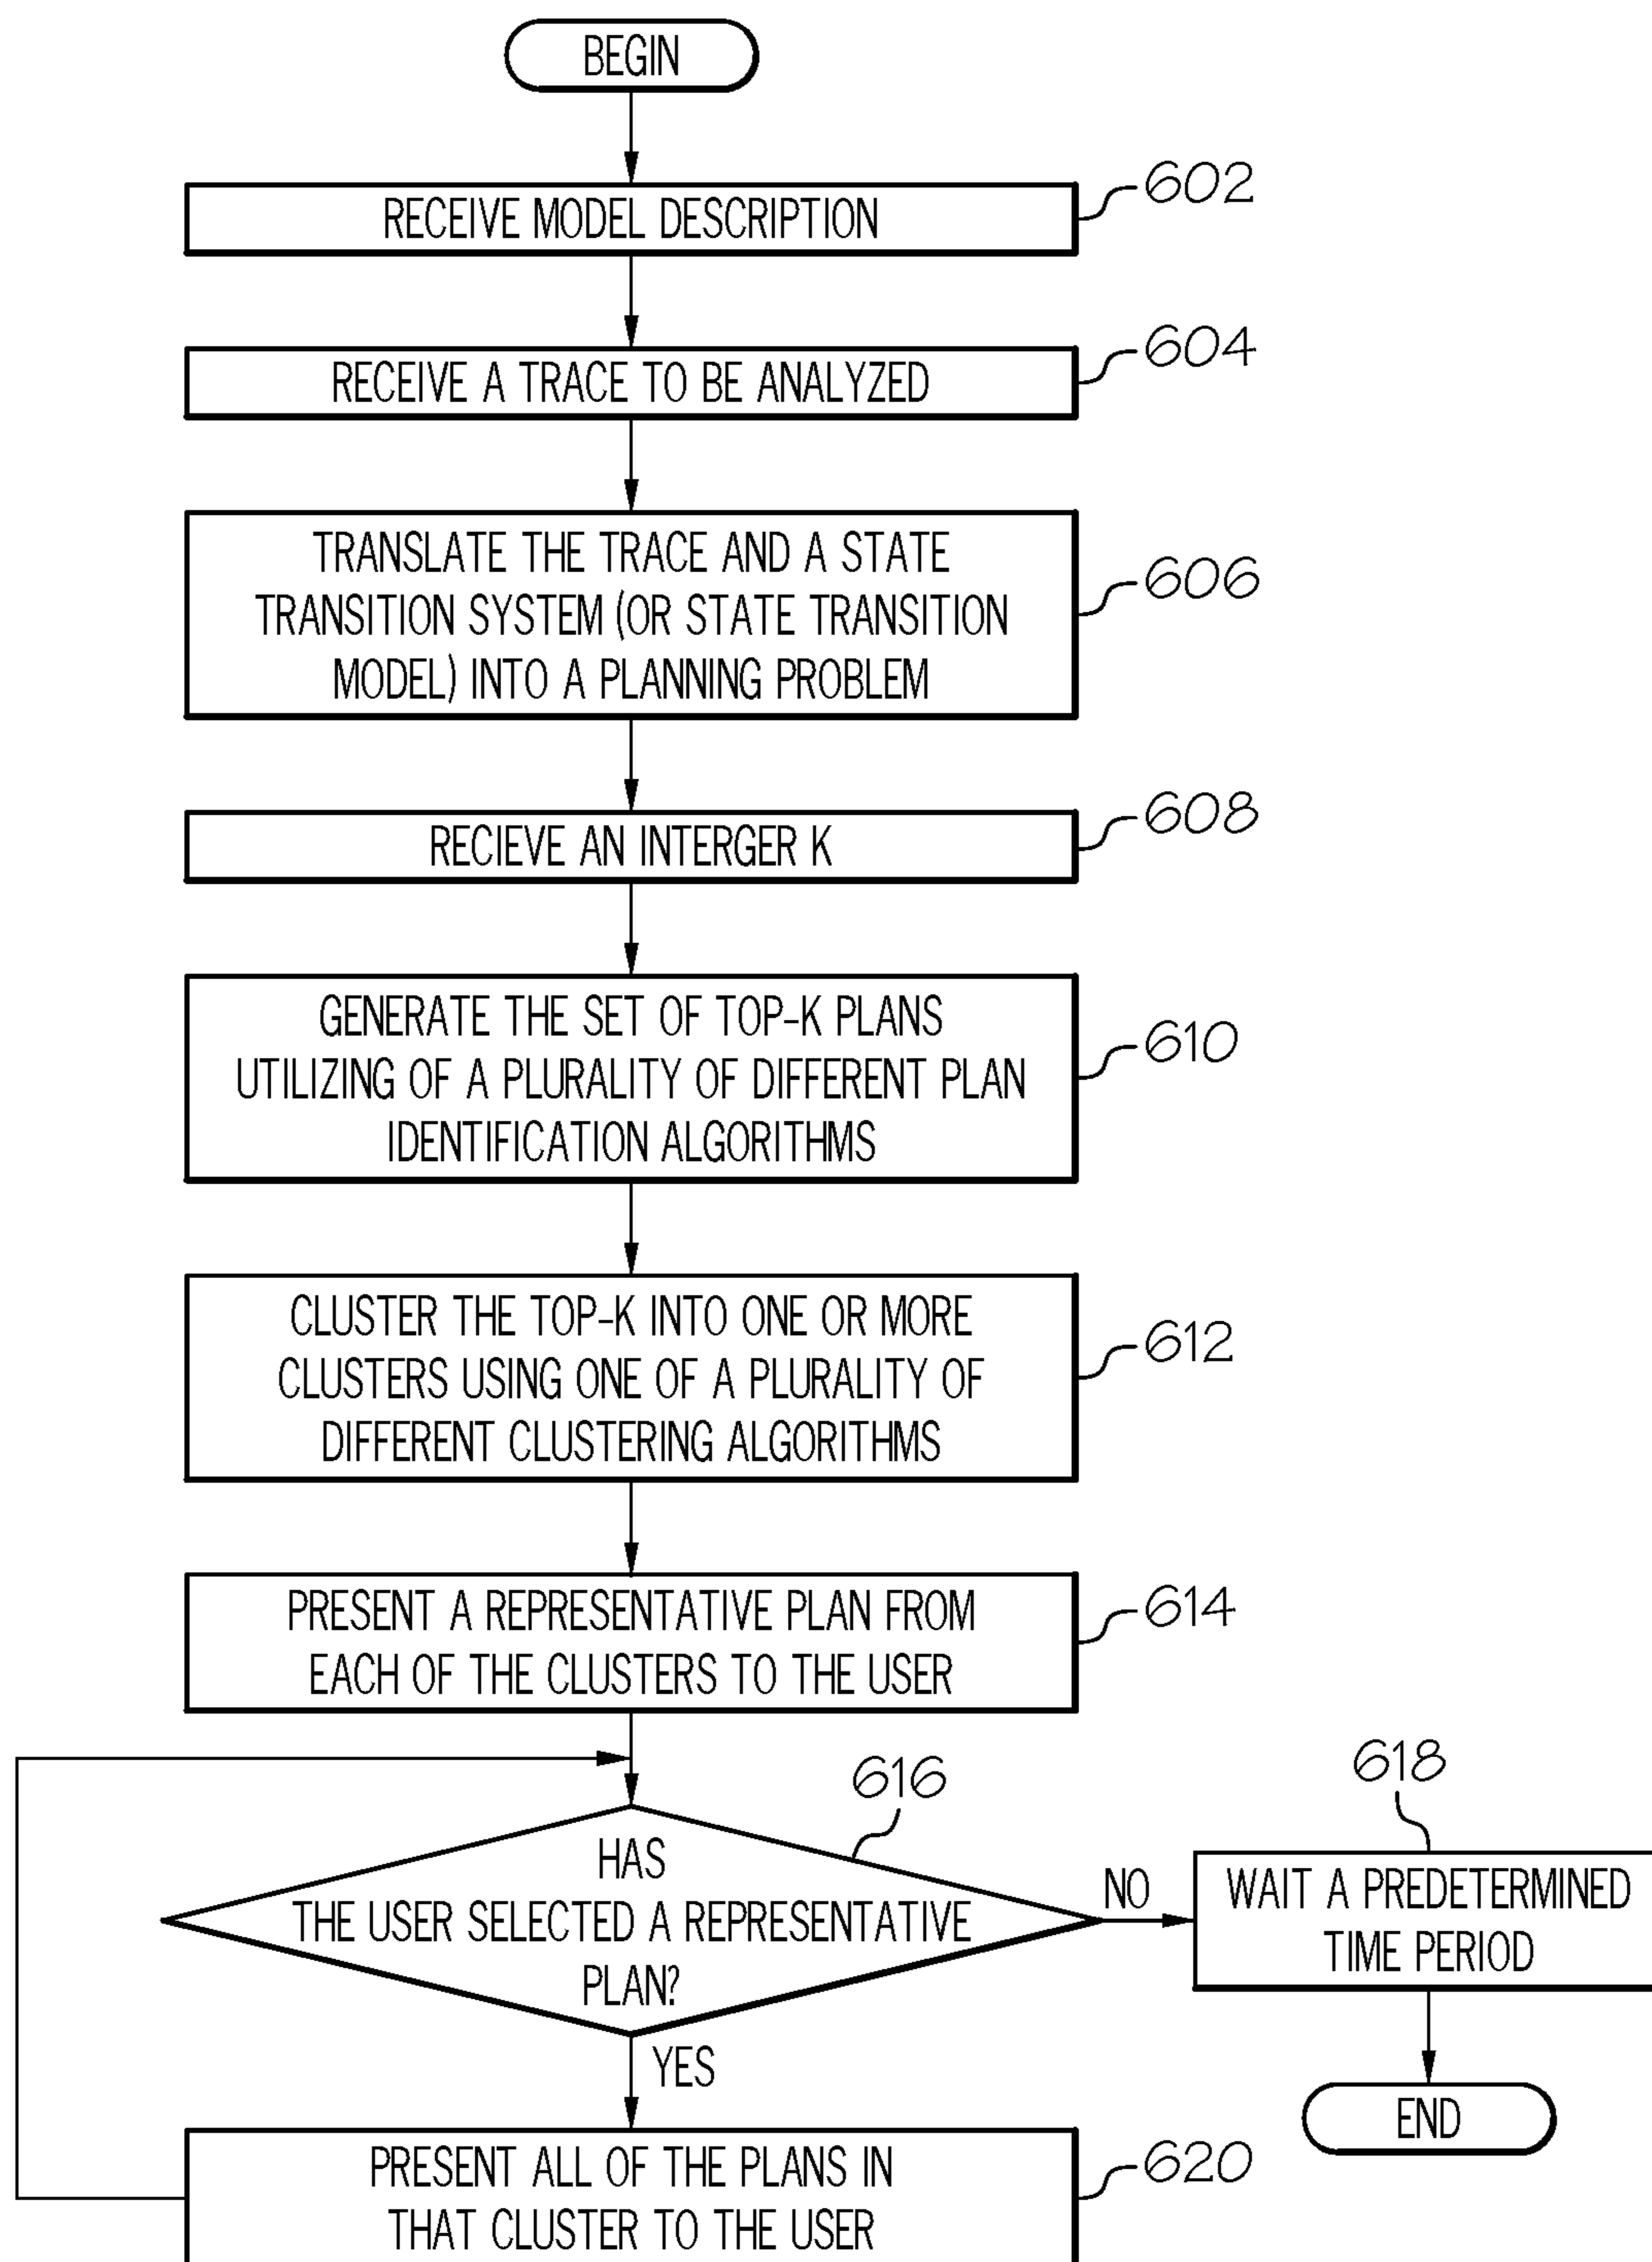 BEGIN
RECEIVE MODEL DESCRIPTION
602
RECEIVE A TRACE TO BE ANALYZED
604
TRANSLATE THE TRACE AND A STATE
TRANSITION SYSTEM (OR STATE TRANSITION
MODEL) INTO A PLANNING PROBLEM
606
RECIEVE AN INTERGER K
608
GENERATE THE SET OF TOP-K PLANS
UTILIZING OF A PLURALITY OF DIFFERENT PLAN
IDENTIFICATION ALGORITHMS
610
CLUSTER THE TOP-K INTO ONE OR MORE
CLUSTERS USING ONE OF A PLURALITY OF
DIFFERENT CLUSTERING ALGORITHMS
612
PRESENT A REPRESENTATIVE PLAN FROM
EACH OF THE CLUSTERS TO THE USER
614
616
HAS
THE USER SELECTED A REPRESENTATIVE
PLAN?
NO
618
WAIT A PREDETERMINED
TIME PERIOD
YES
END
PRESENT ALL OF THE PLANS IN
THAT CLUSTER TO THE USER
620